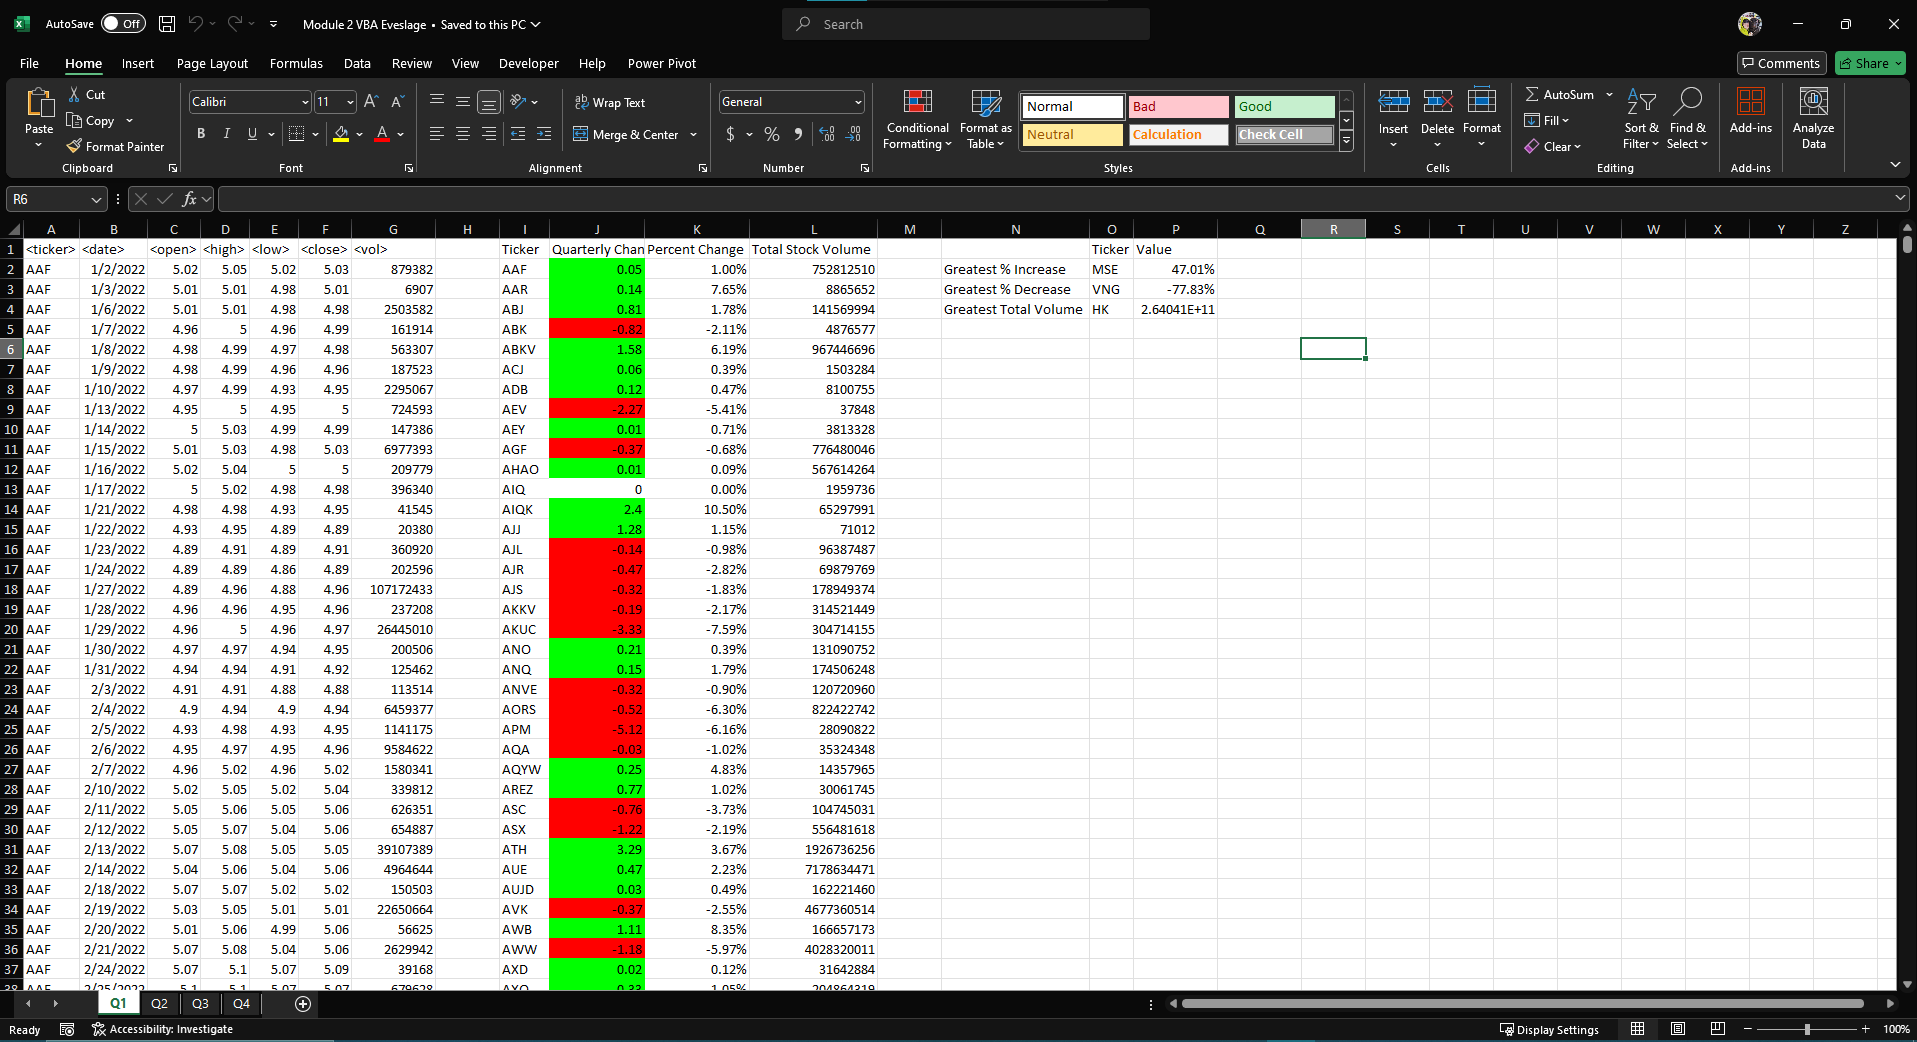 AutoSave Off Module 2 VBA Eveslage • Saved to this PC Search
File Home Insert Page Layout Formulas Data Review View Developer Help Power Pivot Comments Share
Paste Cut Copy Format Painter Clipboard
Calibri 11 B I U A Font
Wrap Text Merge & Center Alignment
General $ % Number
Conditional Formatting Format as Table Normal Bad Good Neutral Calculation Check Cell Styles
Insert Delete Format Cells
AutoSum Fill Clear Sort & Filter Find & Select Editing
Add-ins Add-ins Analyze Data
R6 fx
A B C D E F G H I J K L M N O P Q R S T U V W X Y Z
1 <ticker> <date> <open> <high> <low> <close> <vol> Ticker Quarterly Chan Percent Change Total Stock Volume Ticker Value
2 AAF 1/2/2022 5.02 5.05 5.02 5.03 879382 AAF 0.05 1.00% 752812510 Greatest % Increase MSE 47.01%
3 AAF 1/3/2022 5.01 5.01 4.98 5.01 6907 AAR 0.14 7.65% 8865652 Greatest % Decrease VNG -77.83%
4 AAF 1/6/2022 5.01 5.01 4.98 4.98 2503582 ABJ 0.81 1.78% 141569994 Greatest Total Volume HK 2.64041E+11
5 AAF 1/7/2022 4.96 5 4.96 4.99 161914 ABK -0.82 -2.11% 4876577
6 AAF 1/8/2022 4.98 4.99 4.97 4.98 563307 ABKV 1.58 6.19% 967446696
7 AAF 1/9/2022 4.98 4.99 4.96 4.96 187523 ACJ 0.06 0.39% 1503284
8 AAF 1/10/2022 4.97 4.99 4.93 4.95 2295067 ADB 0.12 0.47% 8100755
9 AAF 1/13/2022 4.95 5 4.95 5 724593 AEV -2.27 -5.41% 37848
10 AAF 1/14/2022 5 5.03 4.99 4.99 147386 AEY 0.01 0.71% 3813328
11 AAF 1/15/2022 5.01 5.03 4.98 5.03 6977393 AGF -0.37 -0.68% 776480046
12 AAF 1/16/2022 5.02 5.04 5 5 209779 AHAO 0.01 0.09% 567614264
13 AAF 1/17/2022 5 5.02 4.98 4.98 396340 AIQ 0 0.00% 1959736
14 AAF 1/21/2022 4.98 4.98 4.93 4.95 41545 AIQK 2.4 10.50% 65297991
15 AAF 1/22/2022 4.93 4.95 4.89 4.89 20380 AJJ 1.28 1.15% 71012
16 AAF 1/23/2022 4.89 4.91 4.89 4.91 360920 AJL -0.14 -0.98% 96387487
17 AAF 1/24/2022 4.89 4.89 4.86 4.89 202596 AJR -0.47 -2.82% 69879769
18 AAF 1/27/2022 4.89 4.96 4.88 4.96 107172433 AJS -0.32 -1.83% 178949374
19 AAF 1/28/2022 4.96 4.96 4.95 4.96 237208 AKKV -0.19 -2.17% 314521449
20 AAF 1/29/2022 4.96 5 4.96 4.97 26445010 AKUC -3.33 -7.59% 304714155
21 AAF 1/30/2022 4.97 4.97 4.94 4.95 200506 ANO 0.21 0.39% 131090752
22 AAF 1/31/2022 4.94 4.94 4.91 4.92 125462 ANQ 0.15 1.79% 174506248
23 AAF 2/3/2022 4.91 4.91 4.88 4.88 113514 ANVE -0.32 -0.90% 120720960
24 AAF 2/4/2022 4.9 4.94 4.9 4.94 6459377 AORS -0.52 -6.30% 822422742
25 AAF 2/5/2022 4.93 4.98 4.93 4.95 1141175 APM -5.12 -6.16% 28090822
26 AAF 2/6/2022 4.95 4.97 4.95 4.96 9584622 AQA -0.03 -1.02% 35324348
27 AAF 2/7/2022 4.96 5.02 4.96 5.02 1580341 AQYW 0.25 4.83% 14357965
28 AAF 2/10/2022 5.02 5.05 5.02 5.04 339812 AREZ 0.77 1.02% 30061745
29 AAF 2/11/2022 5.05 5.06 5.05 5.06 626351 ASC -0.76 -3.73% 104745031
30 AAF 2/12/2022 5.05 5.07 5.04 5.06 654887 ASX -1.22 -2.19% 556481618
31 AAF 2/13/2022 5.07 5.08 5.05 5.05 39107389 ATH 3.29 3.67% 1926736256
32 AAF 2/14/2022 5.04 5.06 5.04 5.06 4964644 AUE 0.47 2.23% 7178634471
33 AAF 2/18/2022 5.07 5.07 5.02 5.02 150503 AUJD 0.03 0.49% 162221460
34 AAF 2/19/2022 5.03 5.05 5.01 5.01 22650664 AVK -0.37 -2.55% 4677360514
35 AAF 2/20/2022 5.01 5.06 4.99 5.06 56625 AWB 1.11 8.35% 166657173
36 AAF 2/21/2022 5.07 5.08 5.04 5.06 2629942 AWW -1.18 -5.97% 4028320011
37 AAF 2/24/2022 5.07 5.1 5.07 5.09 39168 AXD 0.02 0.12% 31642884
Q1 Q2 Q3 Q4
Ready Accessibility: Investigate Display Settings 100%